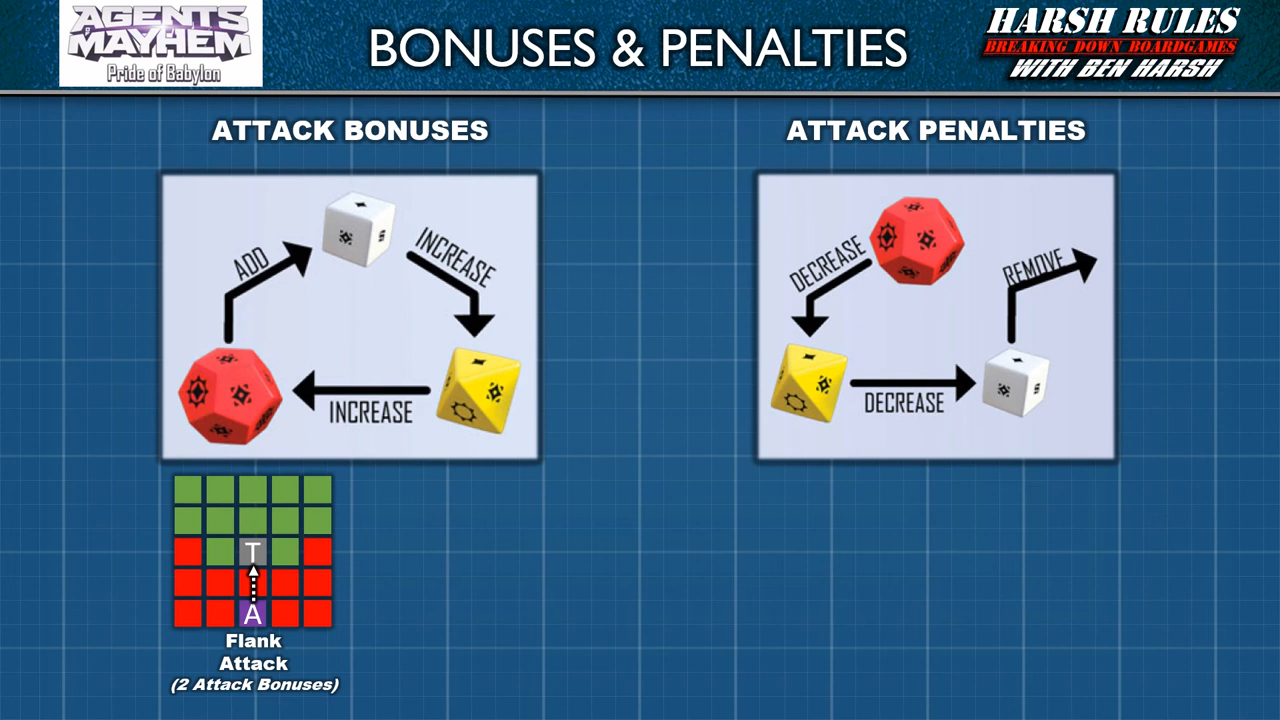 AGENTS
OF
MAYHEM
Pride of Babylon
BONUSES & PENALTIES
HARSH RULES
BREAKING DOWN BOARDGAMES
WITH BEN HARSH
ATTACK BONUSES
ATTACK PENALTIES
ADD
INCREASE
INCREASE
DECREASE
REMOVE
DECREASE
T
A
Flank
Attack
(2 Attack Bonuses)